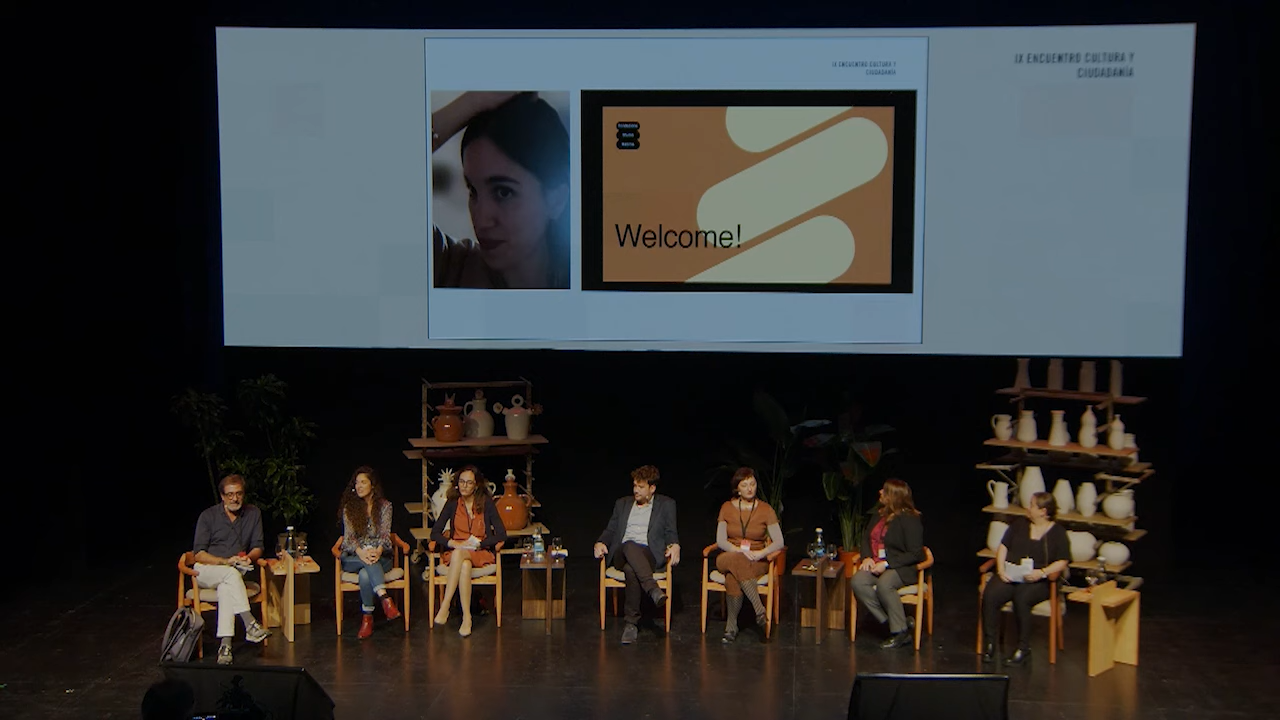 IX ENCUENTRO CULTURA Y
CIUDADANÍA
IX ENCUENTRO CULTURA Y
CIUDADANÍA
Welcome!